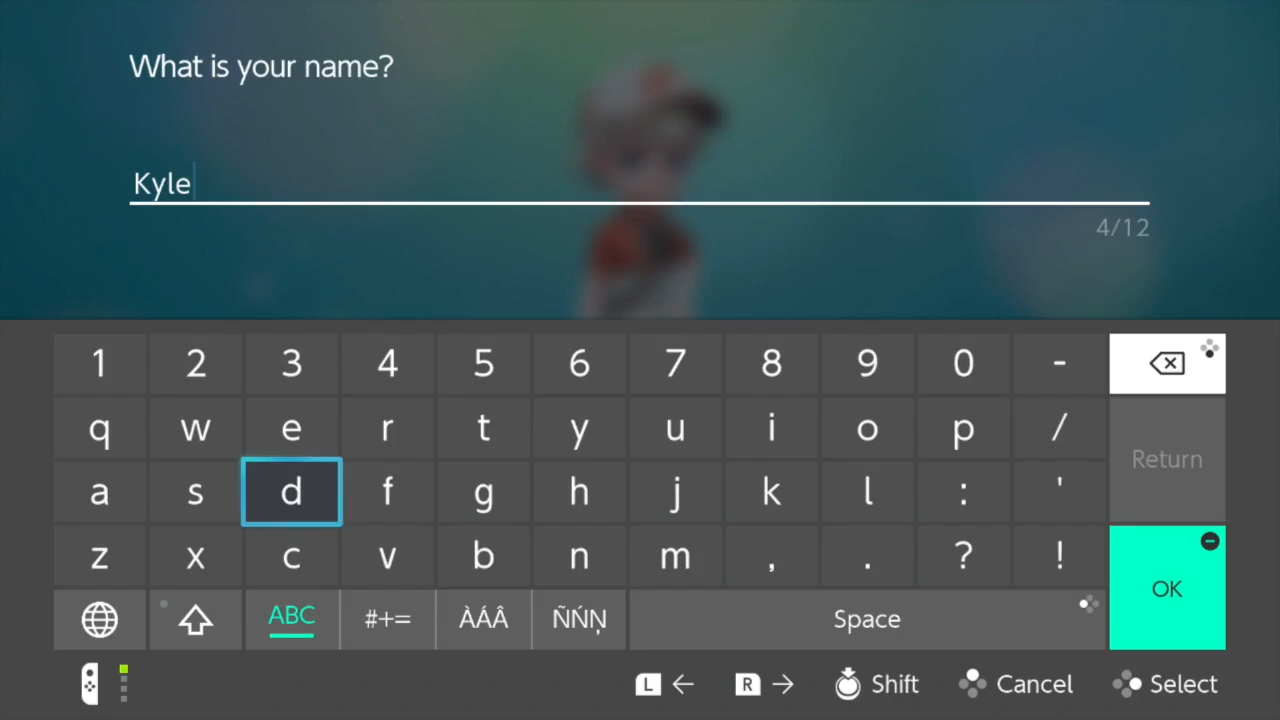 What is your name?
Kyle
4/12
1 2 3 4 5 6 7 8 9 0 -
q w e r t y u i o p /
Return
a s d f g h j k l : '
z x c v b n m , . ? !
OK
ABC #+= ÀÁÂ ÑŃŅ Space
L ← R → Shift Cancel Select